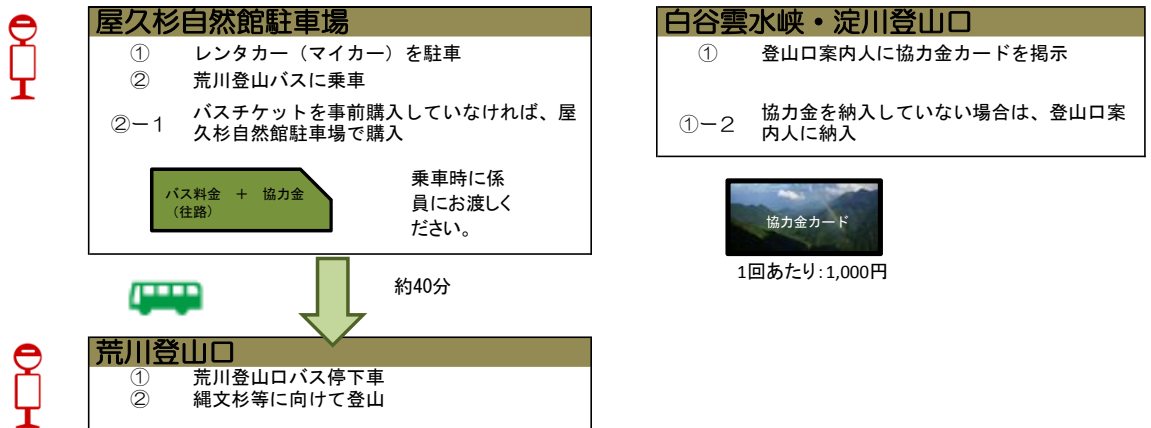 屋久杉自然館駐車場
① レンタカー（マイカー）を駐車
② 荒川登山バスに乗車
②－１ バスチケットを事前購入していなければ、屋
久杉自然館駐車場で購入
バス料金　＋　協力金
（往路）
乗車時に係
員にお渡しく
ださい。
約40分
荒川登山口
① 荒川登山口バス停下車
② 縄文杉等に向けて登山
白谷雲水峡・淀川登山口
① 登山口案内人に協力金カードを掲示
①－２ 協力金を納入していない場合は、登山口案
内人に納入
協力金カード
1回あたり：1,000円